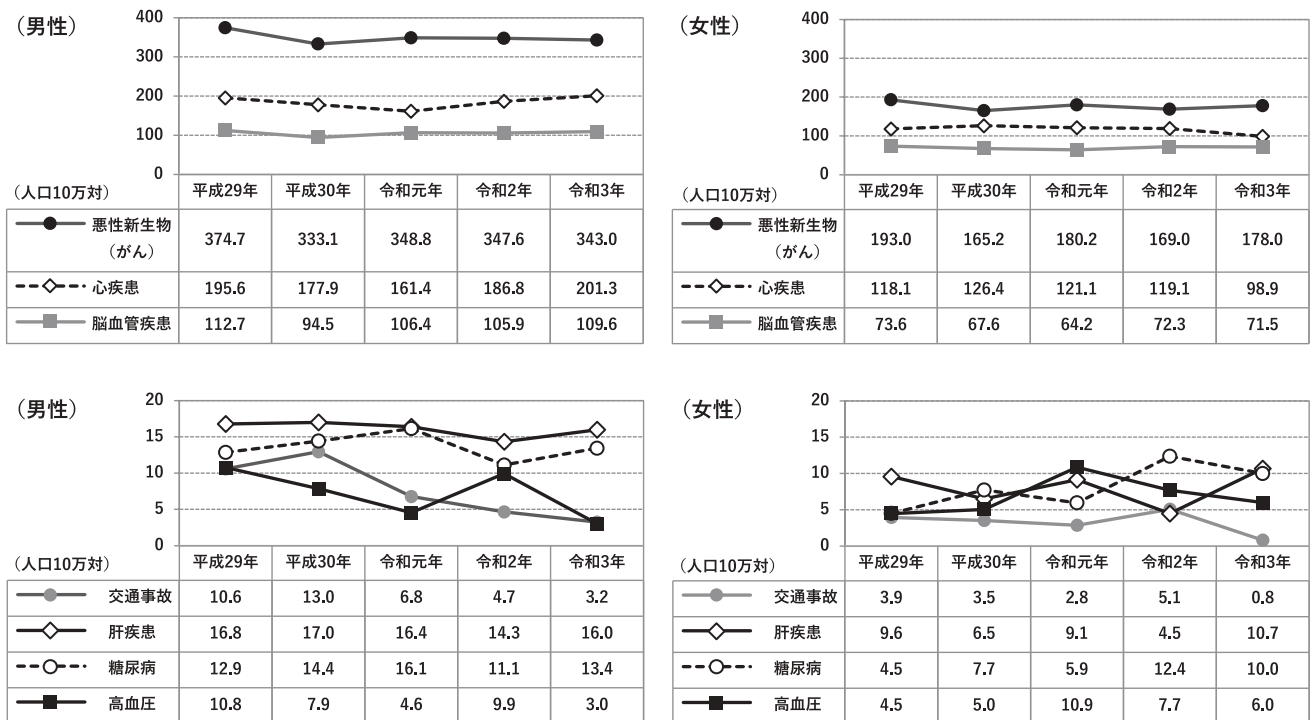 （男性）
400
300
200
100
0
（人口10万対） 平成29年 平成30年 令和元年 令和2年 令和3年
悪性新生物（がん） 374.7 333.1 348.8 347.6 343.0
心疾患 195.6 177.9 161.4 186.8 201.3
脳血管疾患 112.7 94.5 106.4 105.9 109.6
（女性）
400
300
200
100
0
（人口10万対） 平成29年 平成30年 令和元年 令和2年 令和3年
悪性新生物（がん） 193.0 165.2 180.2 169.0 178.0
心疾患 118.1 126.4 121.1 119.1 98.9
脳血管疾患 73.6 67.6 64.2 72.3 71.5
（男性）
20
15
10
5
0
（人口10万対） 平成29年 平成30年 令和元年 令和2年 令和3年
交通事故 10.6 13.0 6.8 4.7 3.2
肝疾患 16.8 17.0 16.4 14.3 16.0
糖尿病 12.9 14.4 16.1 11.1 13.4
高血圧 10.8 7.9 4.6 9.9 3.0
（女性）
20
15
10
5
0
（人口10万対） 平成29年 平成30年 令和元年 令和2年 令和3年
交通事故 3.9 3.5 2.8 5.1 0.8
肝疾患 9.6 6.5 9.1 4.5 10.7
糖尿病 4.5 7.7 5.9 12.4 10.0
高血圧 4.5 5.0 10.9 7.7 6.0